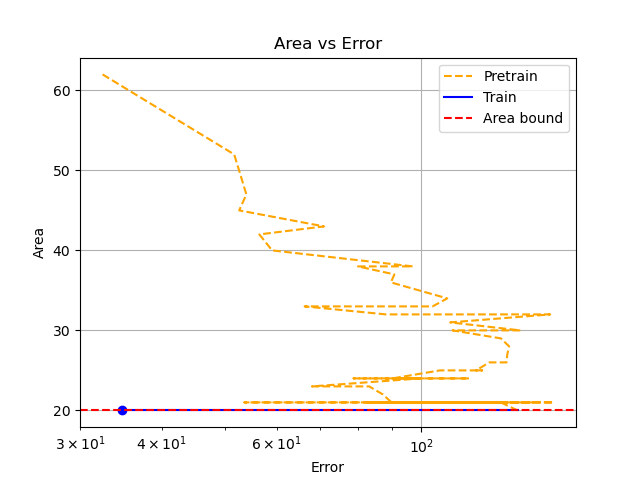 Area vs Error
Pretrain
Train
Area bound
Area
60
50
40
30
20
3 × 10¹
4 × 10¹
6 × 10¹
10²
Error